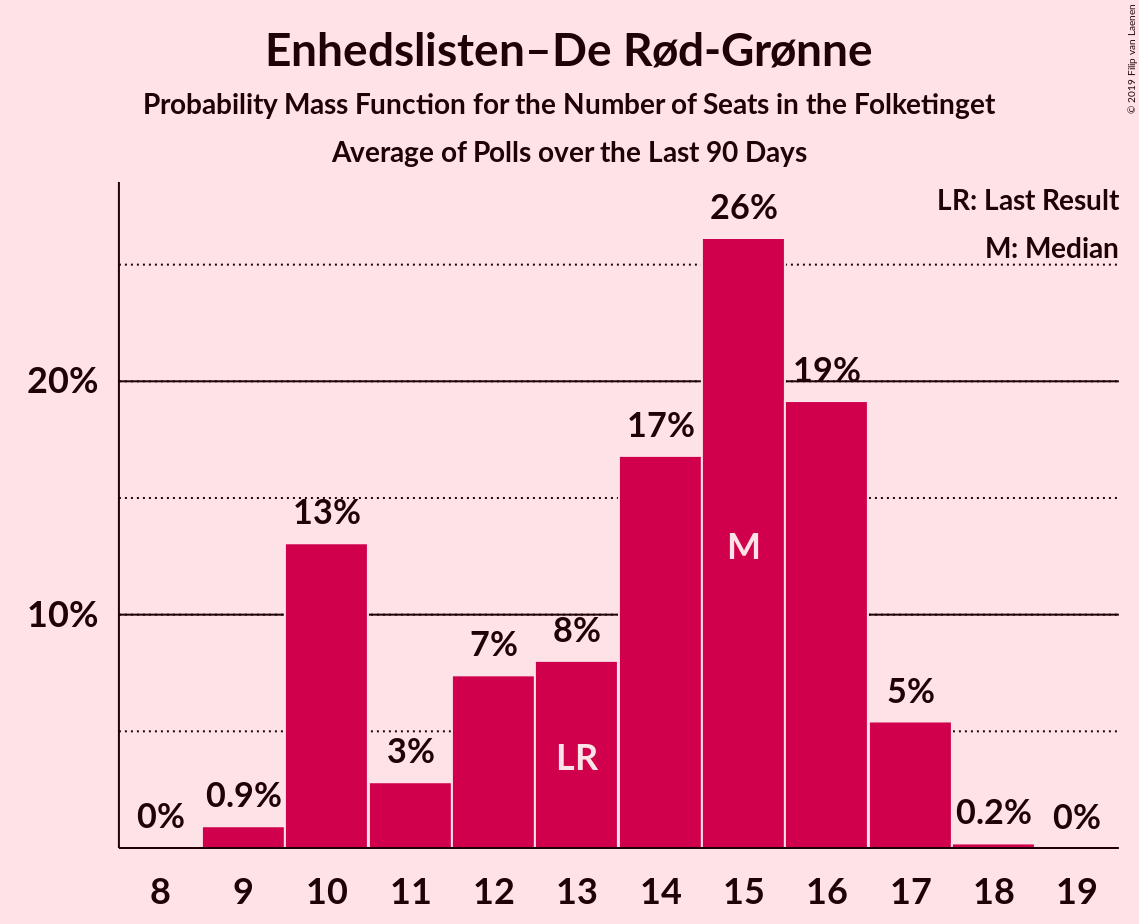 Enhedslisten–De Rød-Grønne
Probability Mass Function for the Number of Seats in the Folketinget
Average of Polls over the Last 90 Days
© 2019 Filip van Laenen
LR: Last Result
M: Median
20%
10%
0%
0.9%
13%
3%
7%
8%
17%
26%
19%
5%
0.2%
0%
LR
M
8 9 10 11 12 13 14 15 16 17 18 19